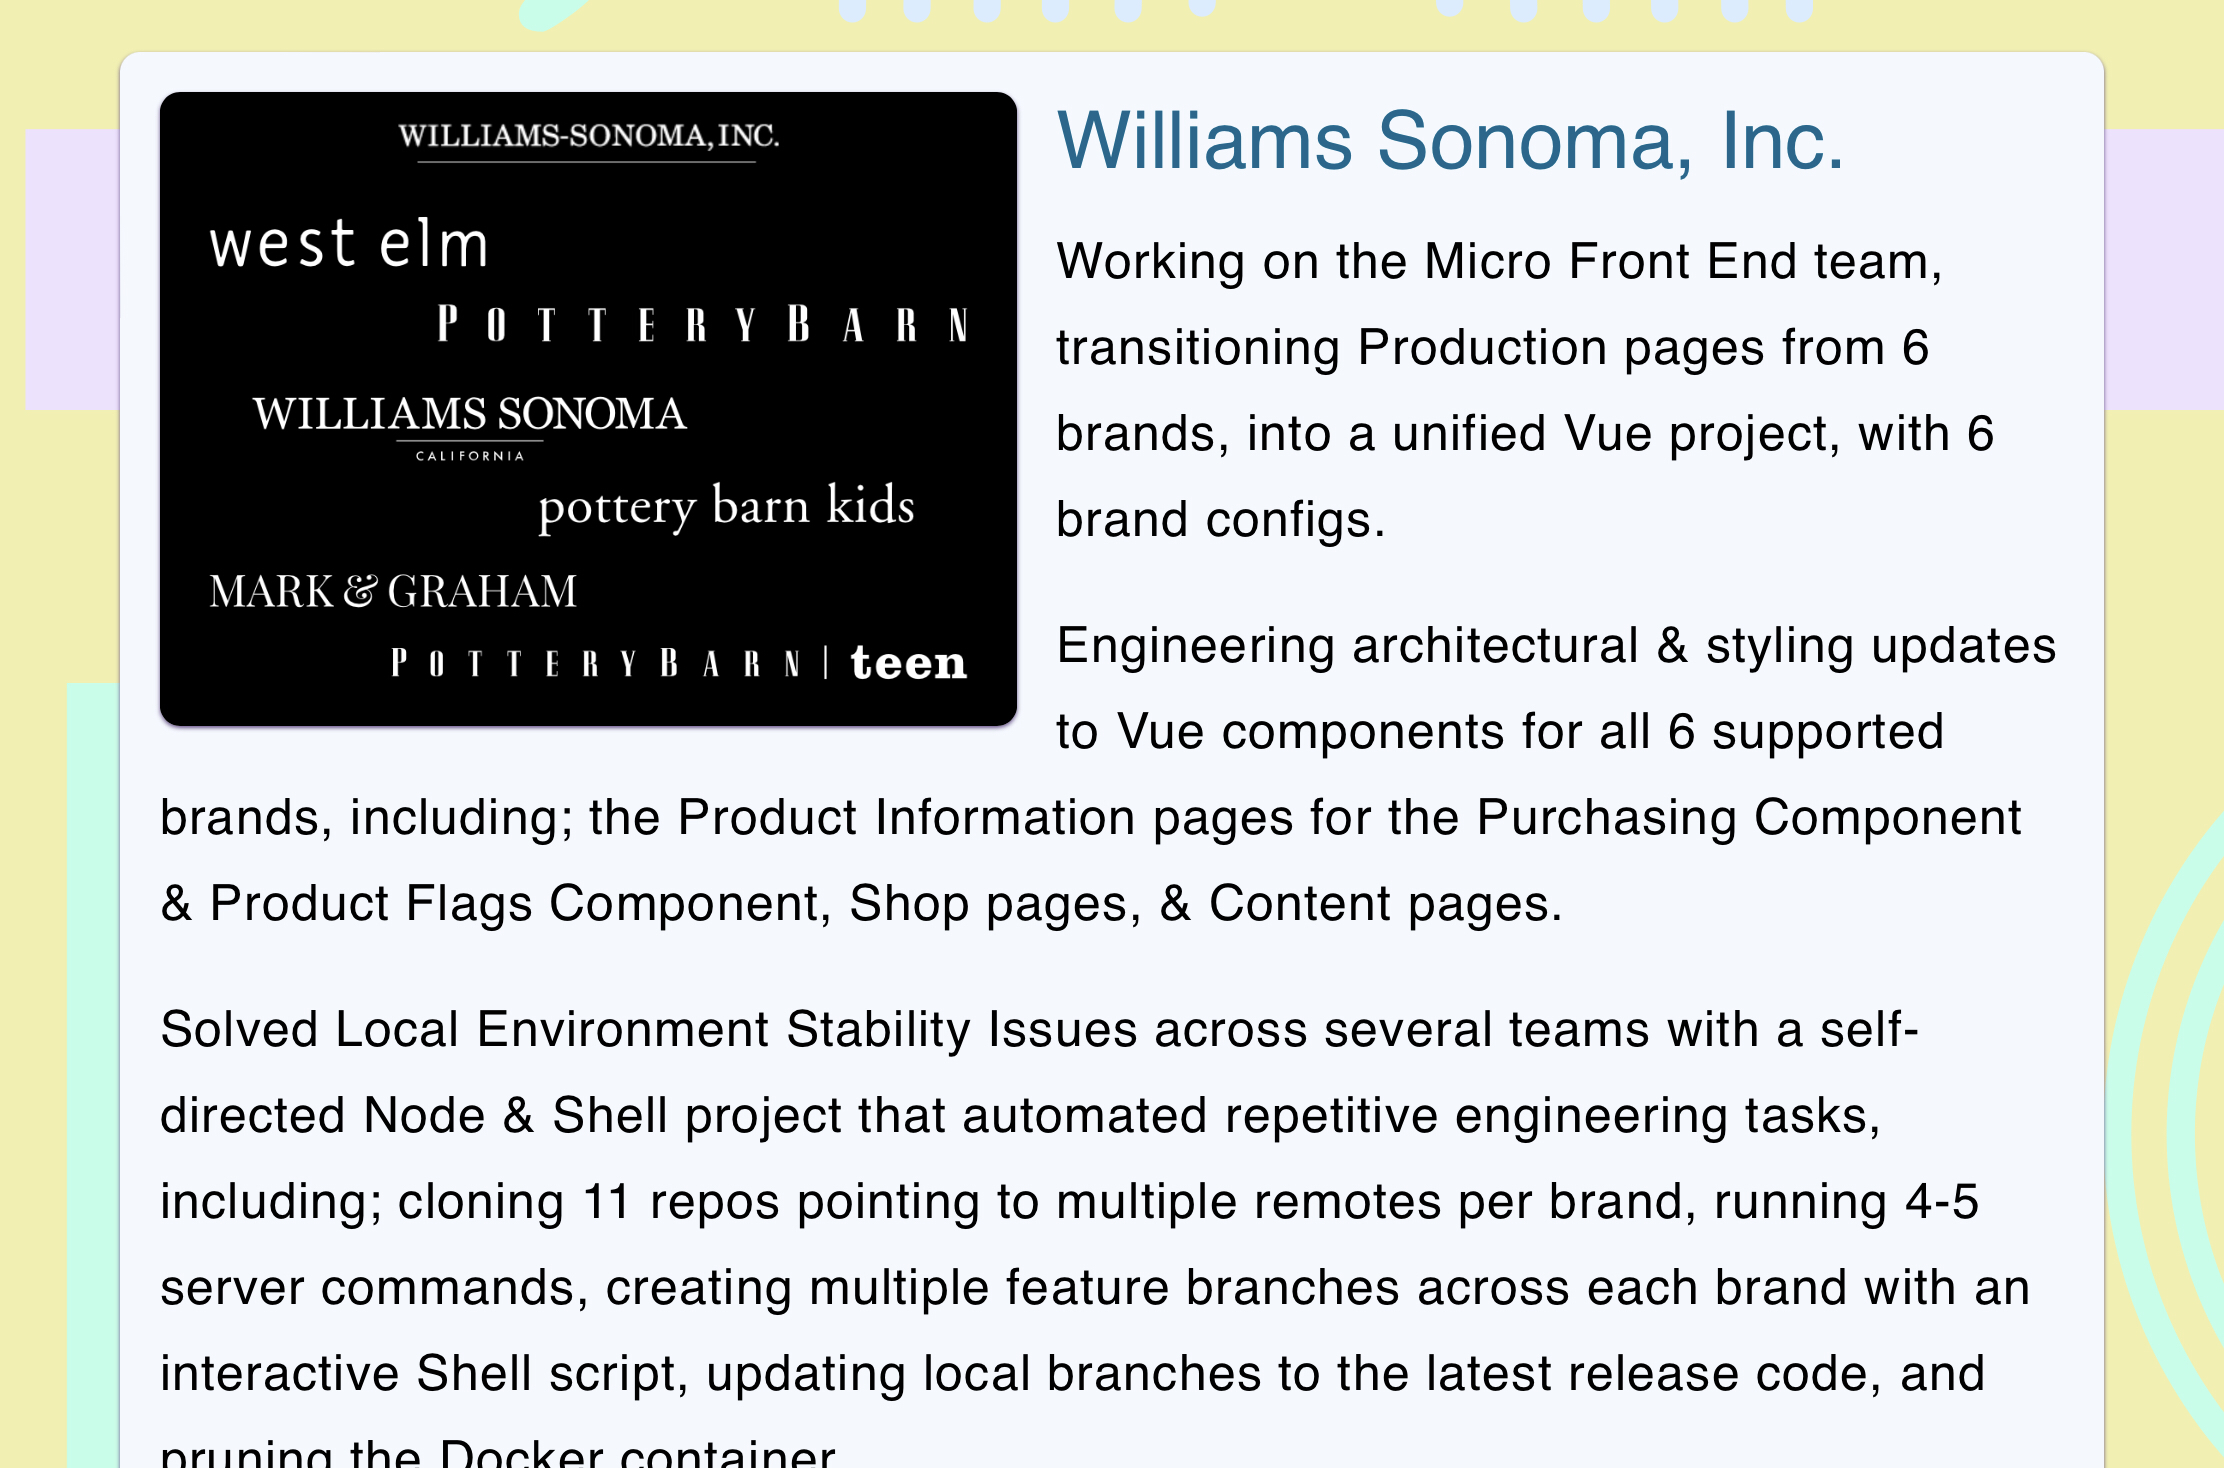 WILLIAMS-SONOMA, INC.
west elm
POTTERY BARN
WILLIAMS SONOMA
CALIFORNIA
pottery barn kids
MARK & GRAHAM
POTTERY BARN | teen
Williams Sonoma, Inc.
Working on the Micro Front End team,
transitioning Production pages from 6
brands, into a unified Vue project, with 6
brand configs.
Engineering architectural & styling updates
to Vue components for all 6 supported
brands, including; the Product Information pages for the Purchasing Component
& Product Flags Component, Shop pages, & Content pages.
Solved Local Environment Stability Issues across several teams with a self-
directed Node & Shell project that automated repetitive engineering tasks,
including; cloning 11 repos pointing to multiple remotes per brand, running 4-5
server commands, creating multiple feature branches across each brand with an
interactive Shell script, updating local branches to the latest release code, and
pruning the Docker container